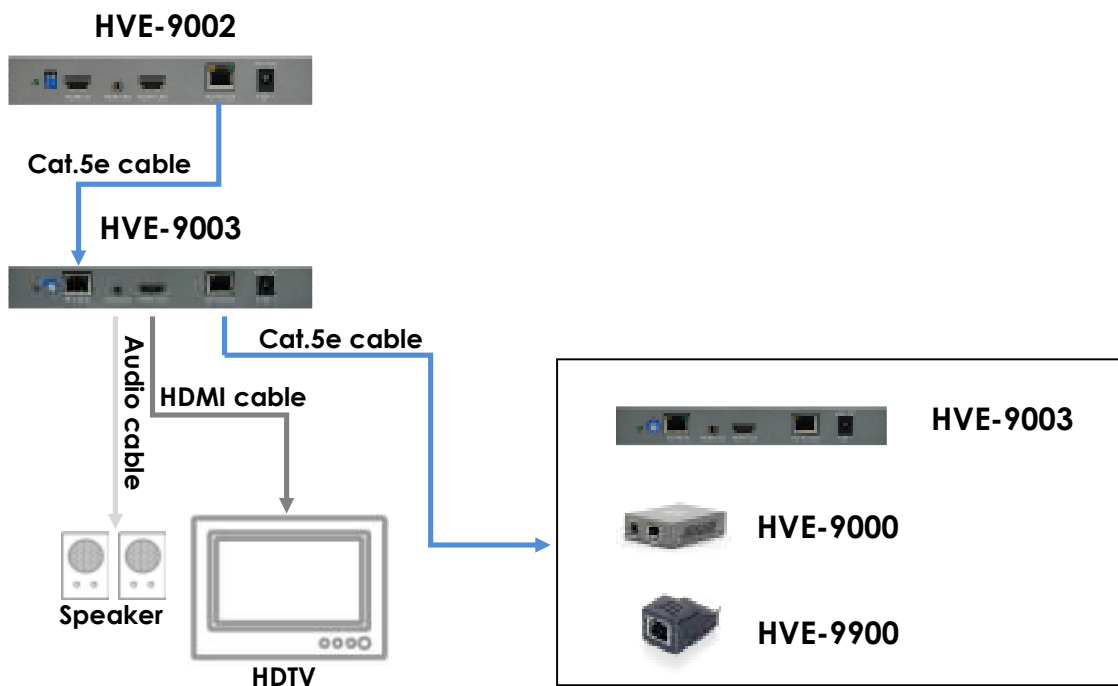 HVE-9002
Cat.5e cable
HVE-9003
Cat.5e cable
Audio cable
HDMI cable
HVE-9003
HVE-9000
HVE-9900
Speaker
HDTV